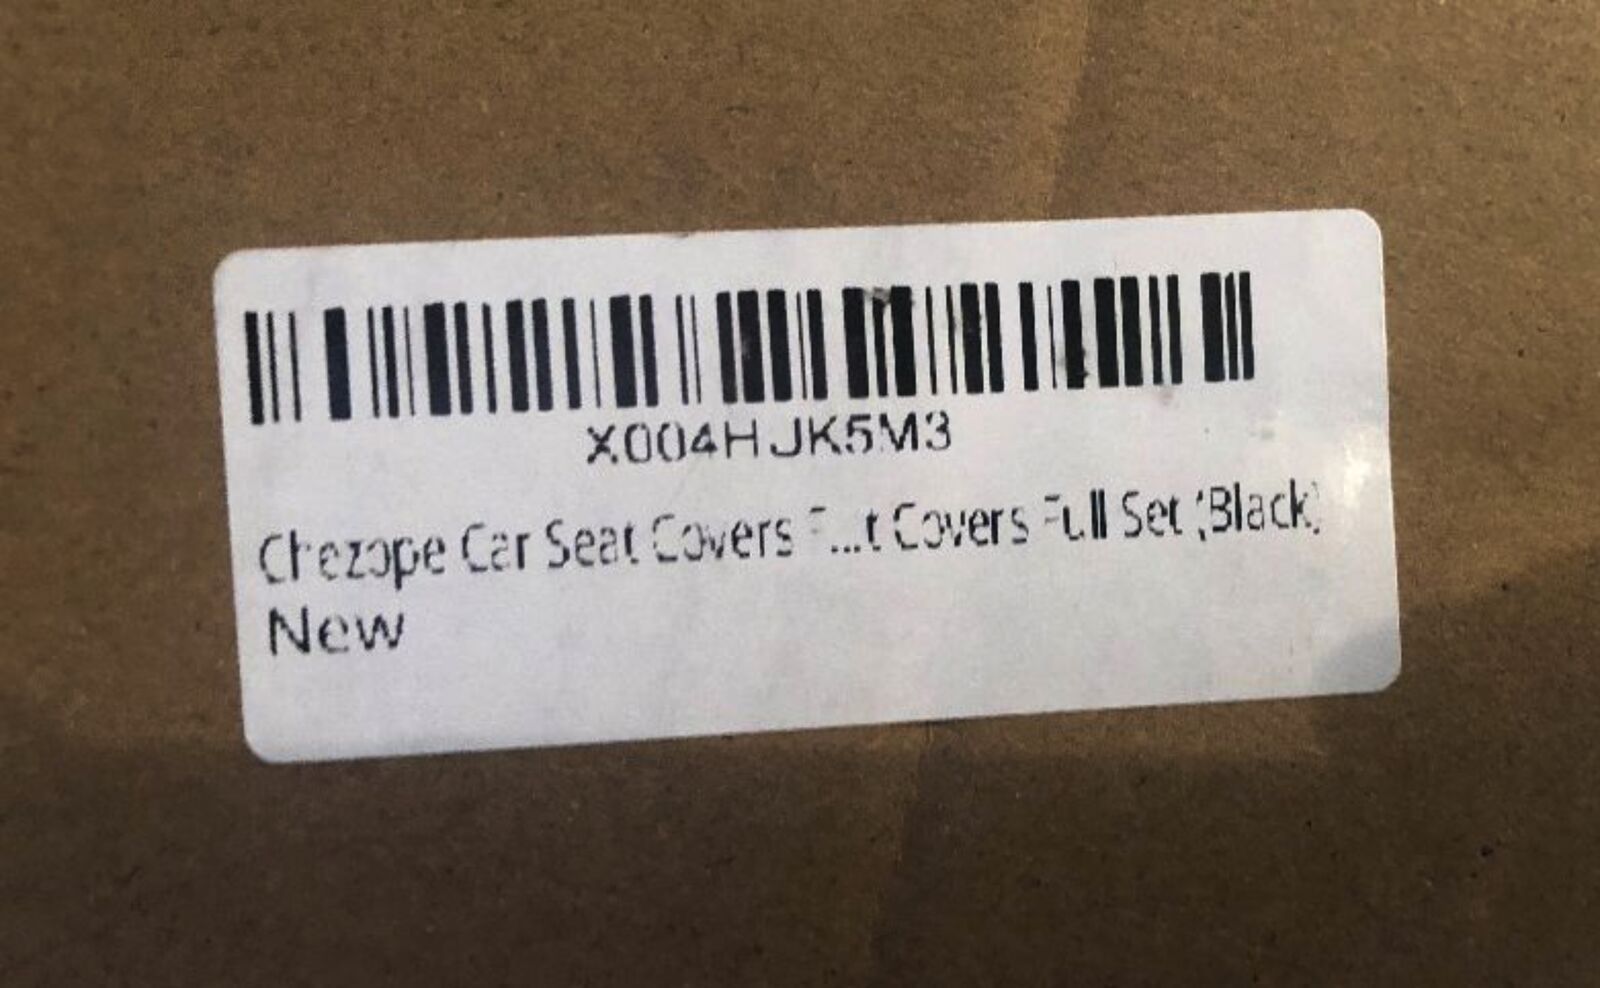 X004HJK5M3
Chezope Car Seat Covers F...t Covers Full Set (Black)
New